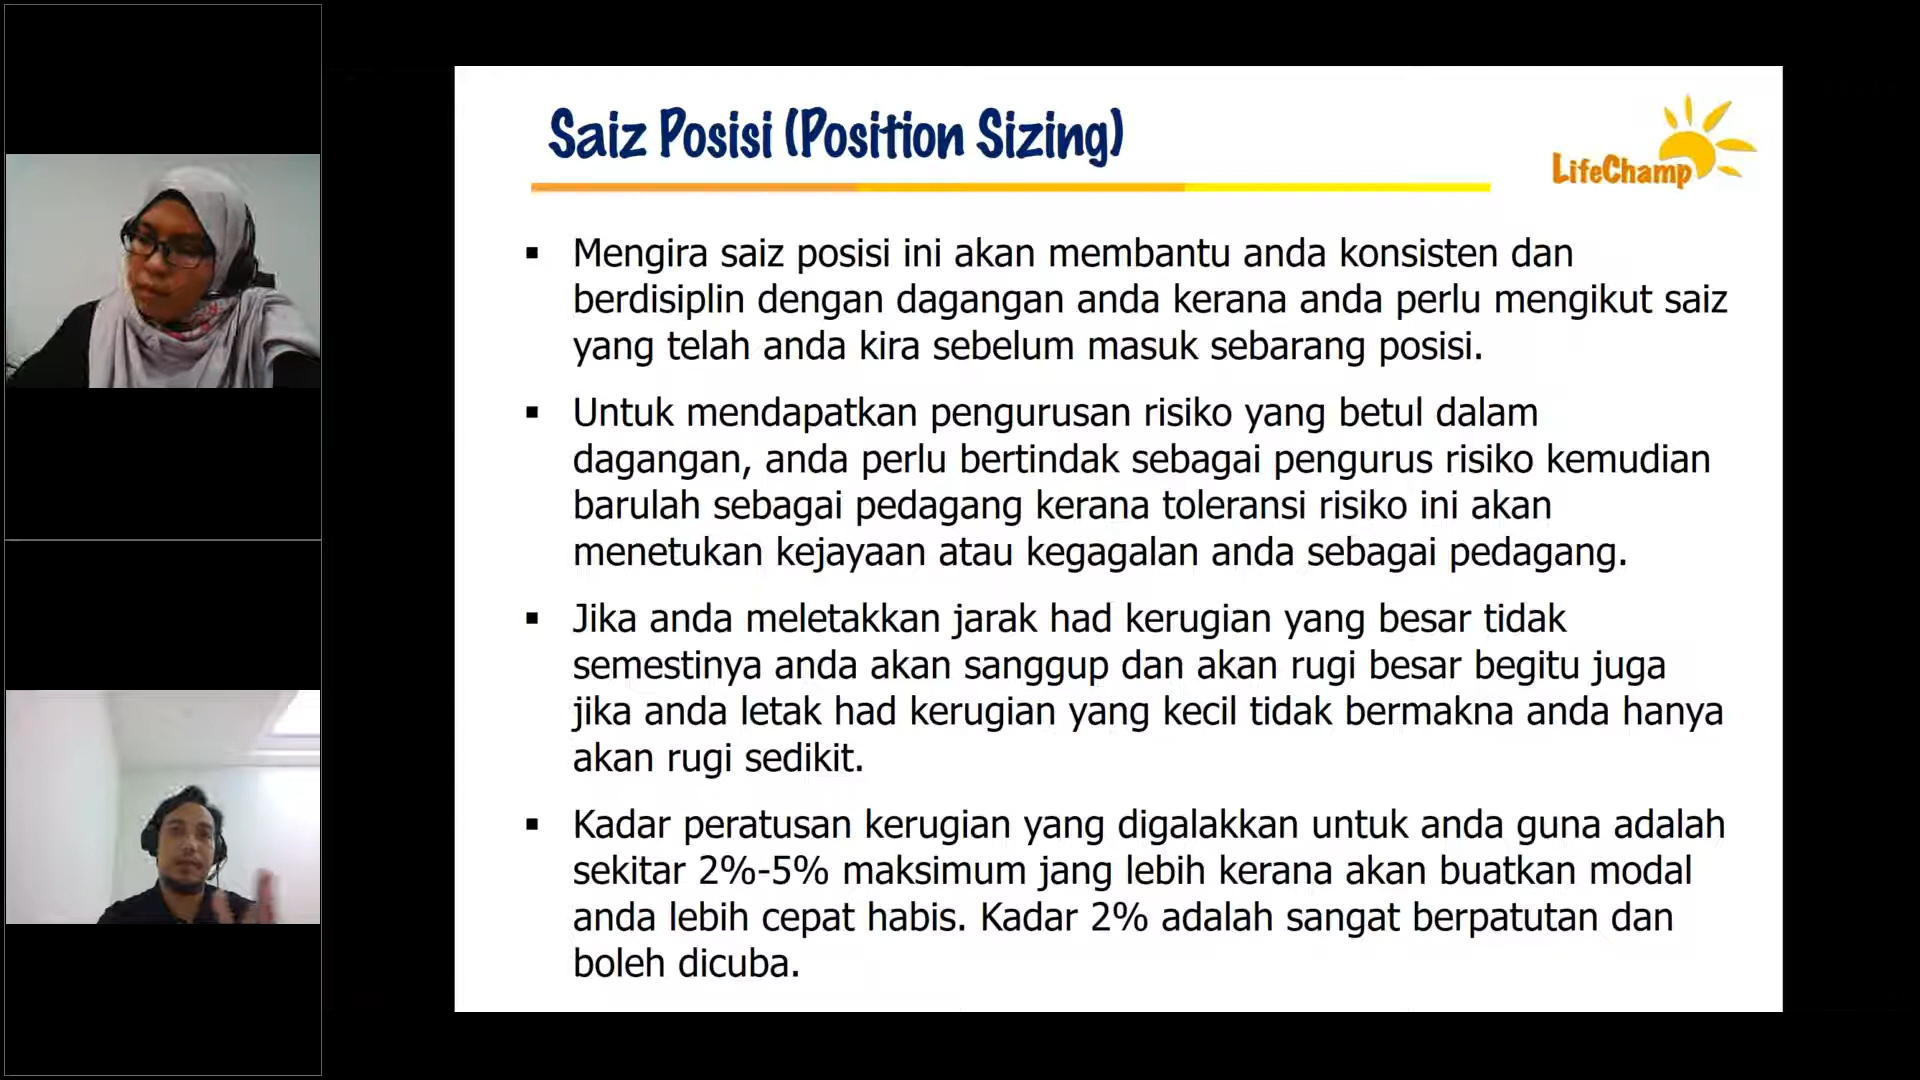 Saiz Posisi (Position Sizing)
LifeChamp
▪ Mengira saiz posisi ini akan membantu anda konsisten dan
berdisiplin dengan dagangan anda kerana anda perlu mengikut saiz
yang telah anda kira sebelum masuk sebarang posisi.
▪ Untuk mendapatkan pengurusan risiko yang betul dalam
dagangan, anda perlu bertindak sebagai pengurus risiko kemudian
barulah sebagai pedagang kerana toleransi risiko ini akan
menetukan kejayaan atau kegagalan anda sebagai pedagang.
▪ Jika anda meletakkan jarak had kerugian yang besar tidak
semestinya anda akan sanggup dan akan rugi besar begitu juga
jika anda letak had kerugian yang kecil tidak bermakna anda hanya
akan rugi sedikit.
▪ Kadar peratusan kerugian yang digalakkan untuk anda guna adalah
sekitar 2%-5% maksimum jang lebih kerana akan buatkan modal
anda lebih cepat habis. Kadar 2% adalah sangat berpatutan dan
boleh dicuba.